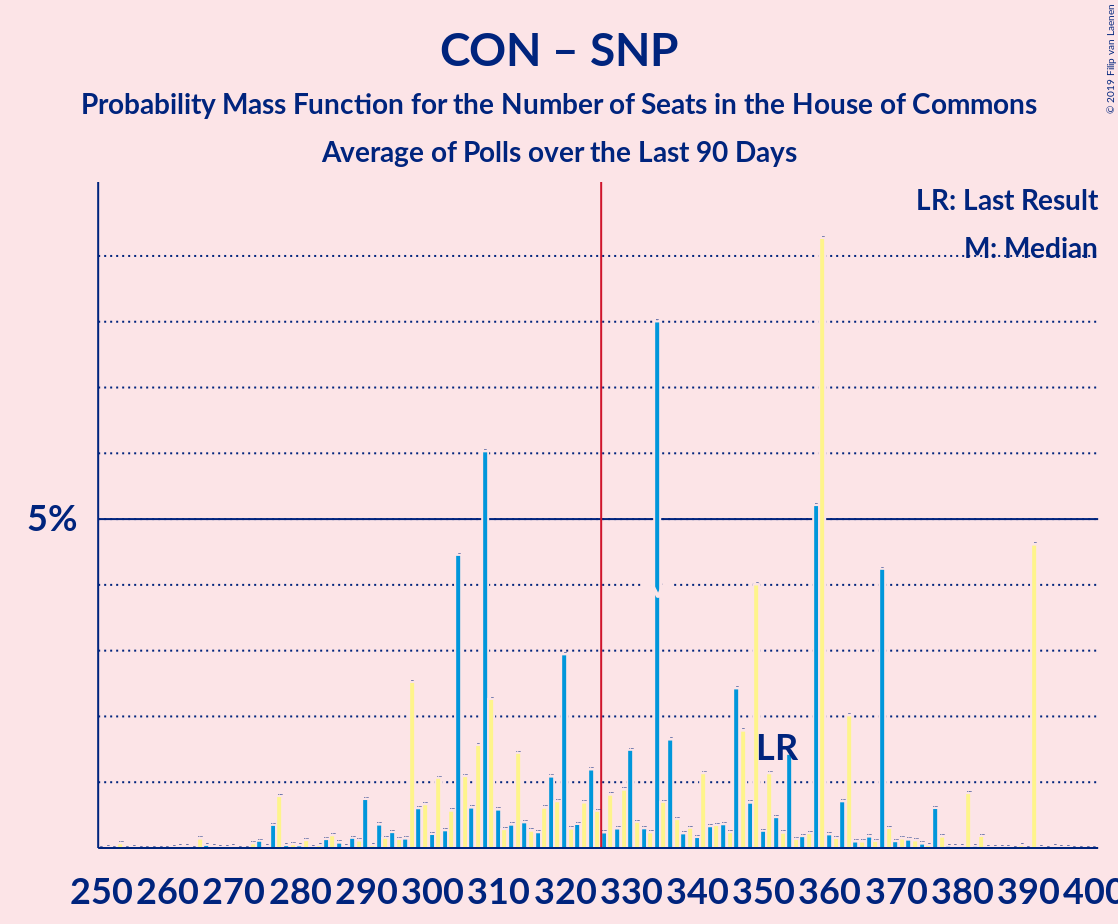 CON – SNP
Probability Mass Function for the Number of Seats in the House of Commons
Average of Polls over the Last 90 Days
© 2019 Filip van Laenen
LR: Last Result
M: Median
5%
LR
250 260 270 280 290 300 310 320 330 340 350 360 370 380 390 400